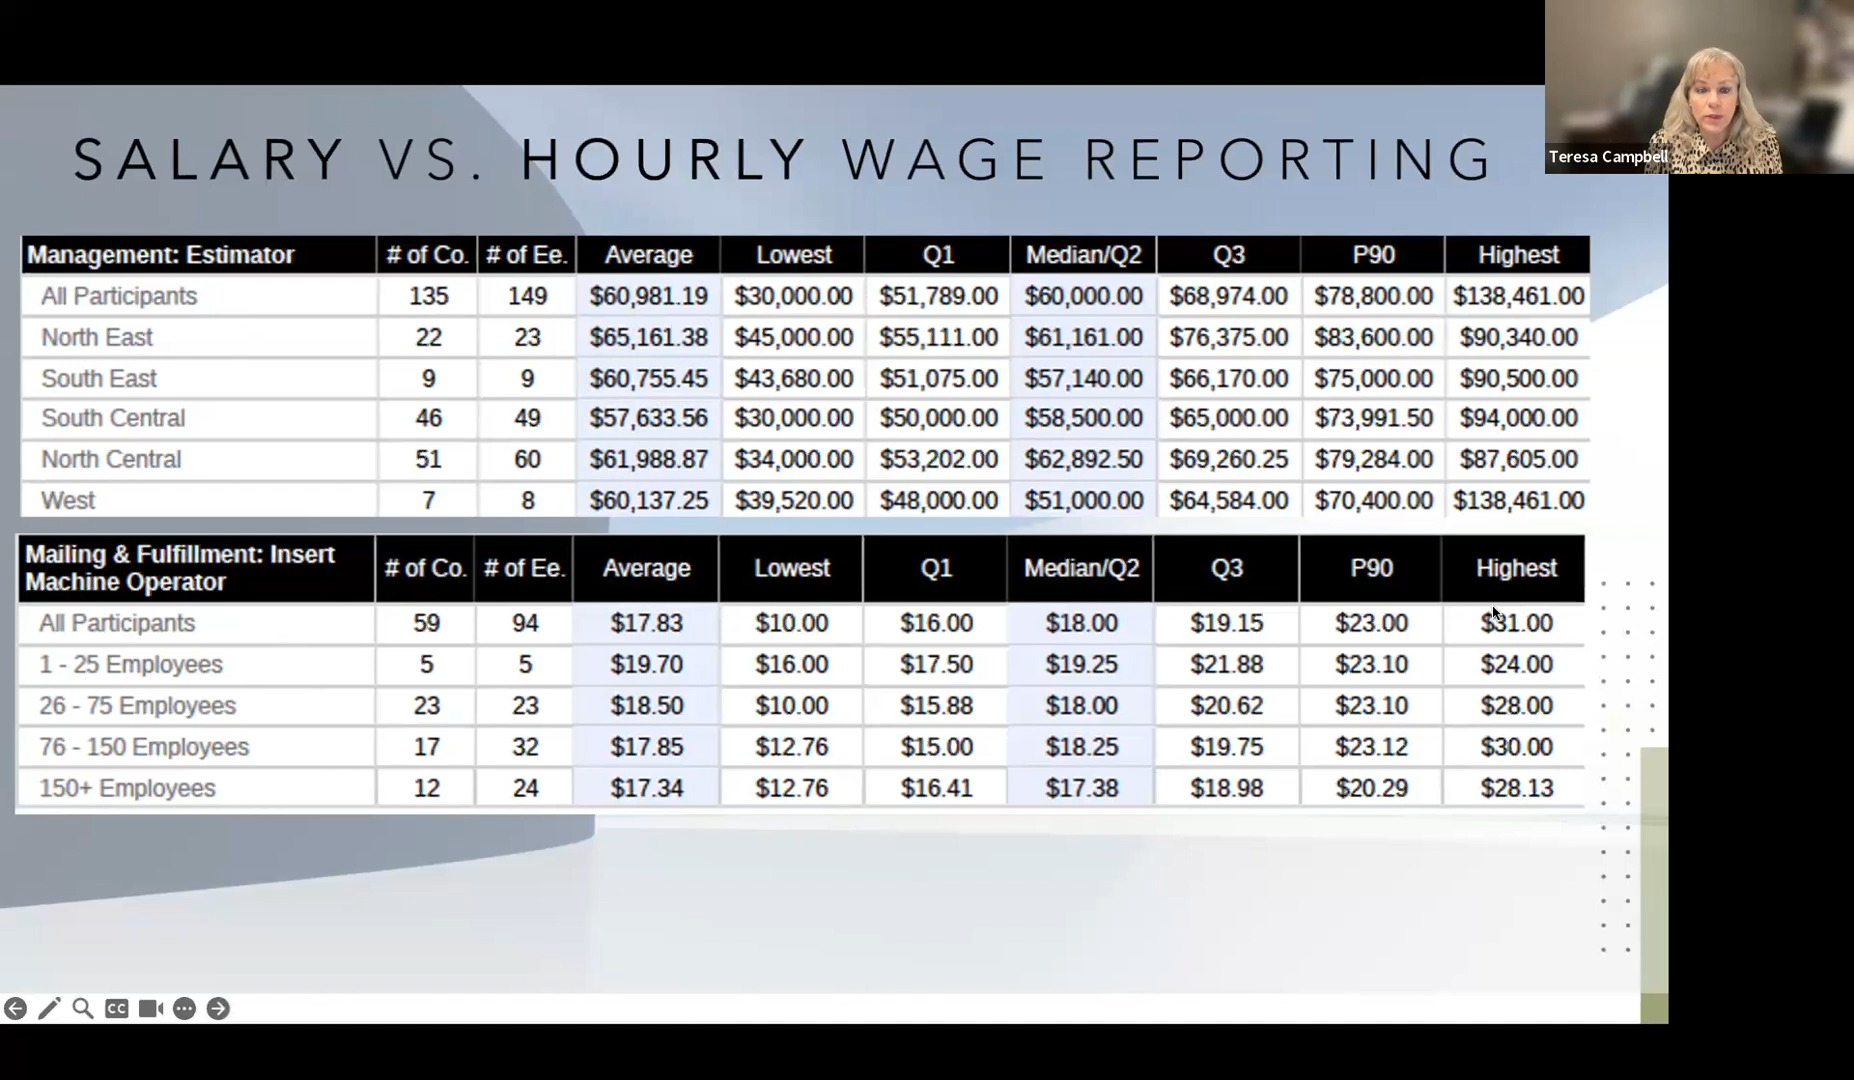 Teresa Campbell
SALARY VS. HOURLY WAGE REPORTING
Management: Estimator # of Co. # of Ee. Average Lowest Q1 Median/Q2 Q3 P90 Highest
All Participants 135 149 $60,981.19 $30,000.00 $51,789.00 $60,000.00 $68,974.00 $78,800.00 $138,461.00
North East 22 23 $65,161.38 $45,000.00 $55,111.00 $61,161.00 $76,375.00 $83,600.00 $90,340.00
South East 9 9 $60,755.45 $43,680.00 $51,075.00 $57,140.00 $66,170.00 $75,000.00 $90,500.00
South Central 46 49 $57,633.56 $30,000.00 $50,000.00 $58,500.00 $65,000.00 $73,991.50 $94,000.00
North Central 51 60 $61,988.87 $34,000.00 $53,202.00 $62,892.50 $69,260.25 $79,284.00 $87,605.00
West 7 8 $60,137.25 $39,520.00 $48,000.00 $51,000.00 $64,584.00 $70,400.00 $138,461.00
Mailing & Fulfillment: Insert
Machine Operator # of Co. # of Ee. Average Lowest Q1 Median/Q2 Q3 P90 Highest
All Participants 59 94 $17.83 $10.00 $16.00 $18.00 $19.15 $23.00 $31.00
1 - 25 Employees 5 5 $19.70 $16.00 $17.50 $19.25 $21.88 $23.10 $24.00
26 - 75 Employees 23 23 $18.50 $10.00 $15.88 $18.00 $20.62 $23.10 $28.00
76 - 150 Employees 17 32 $17.85 $12.76 $15.00 $18.25 $19.75 $23.12 $30.00
150+ Employees 12 24 $17.34 $12.76 $16.41 $17.38 $18.98 $20.29 $28.13
CC